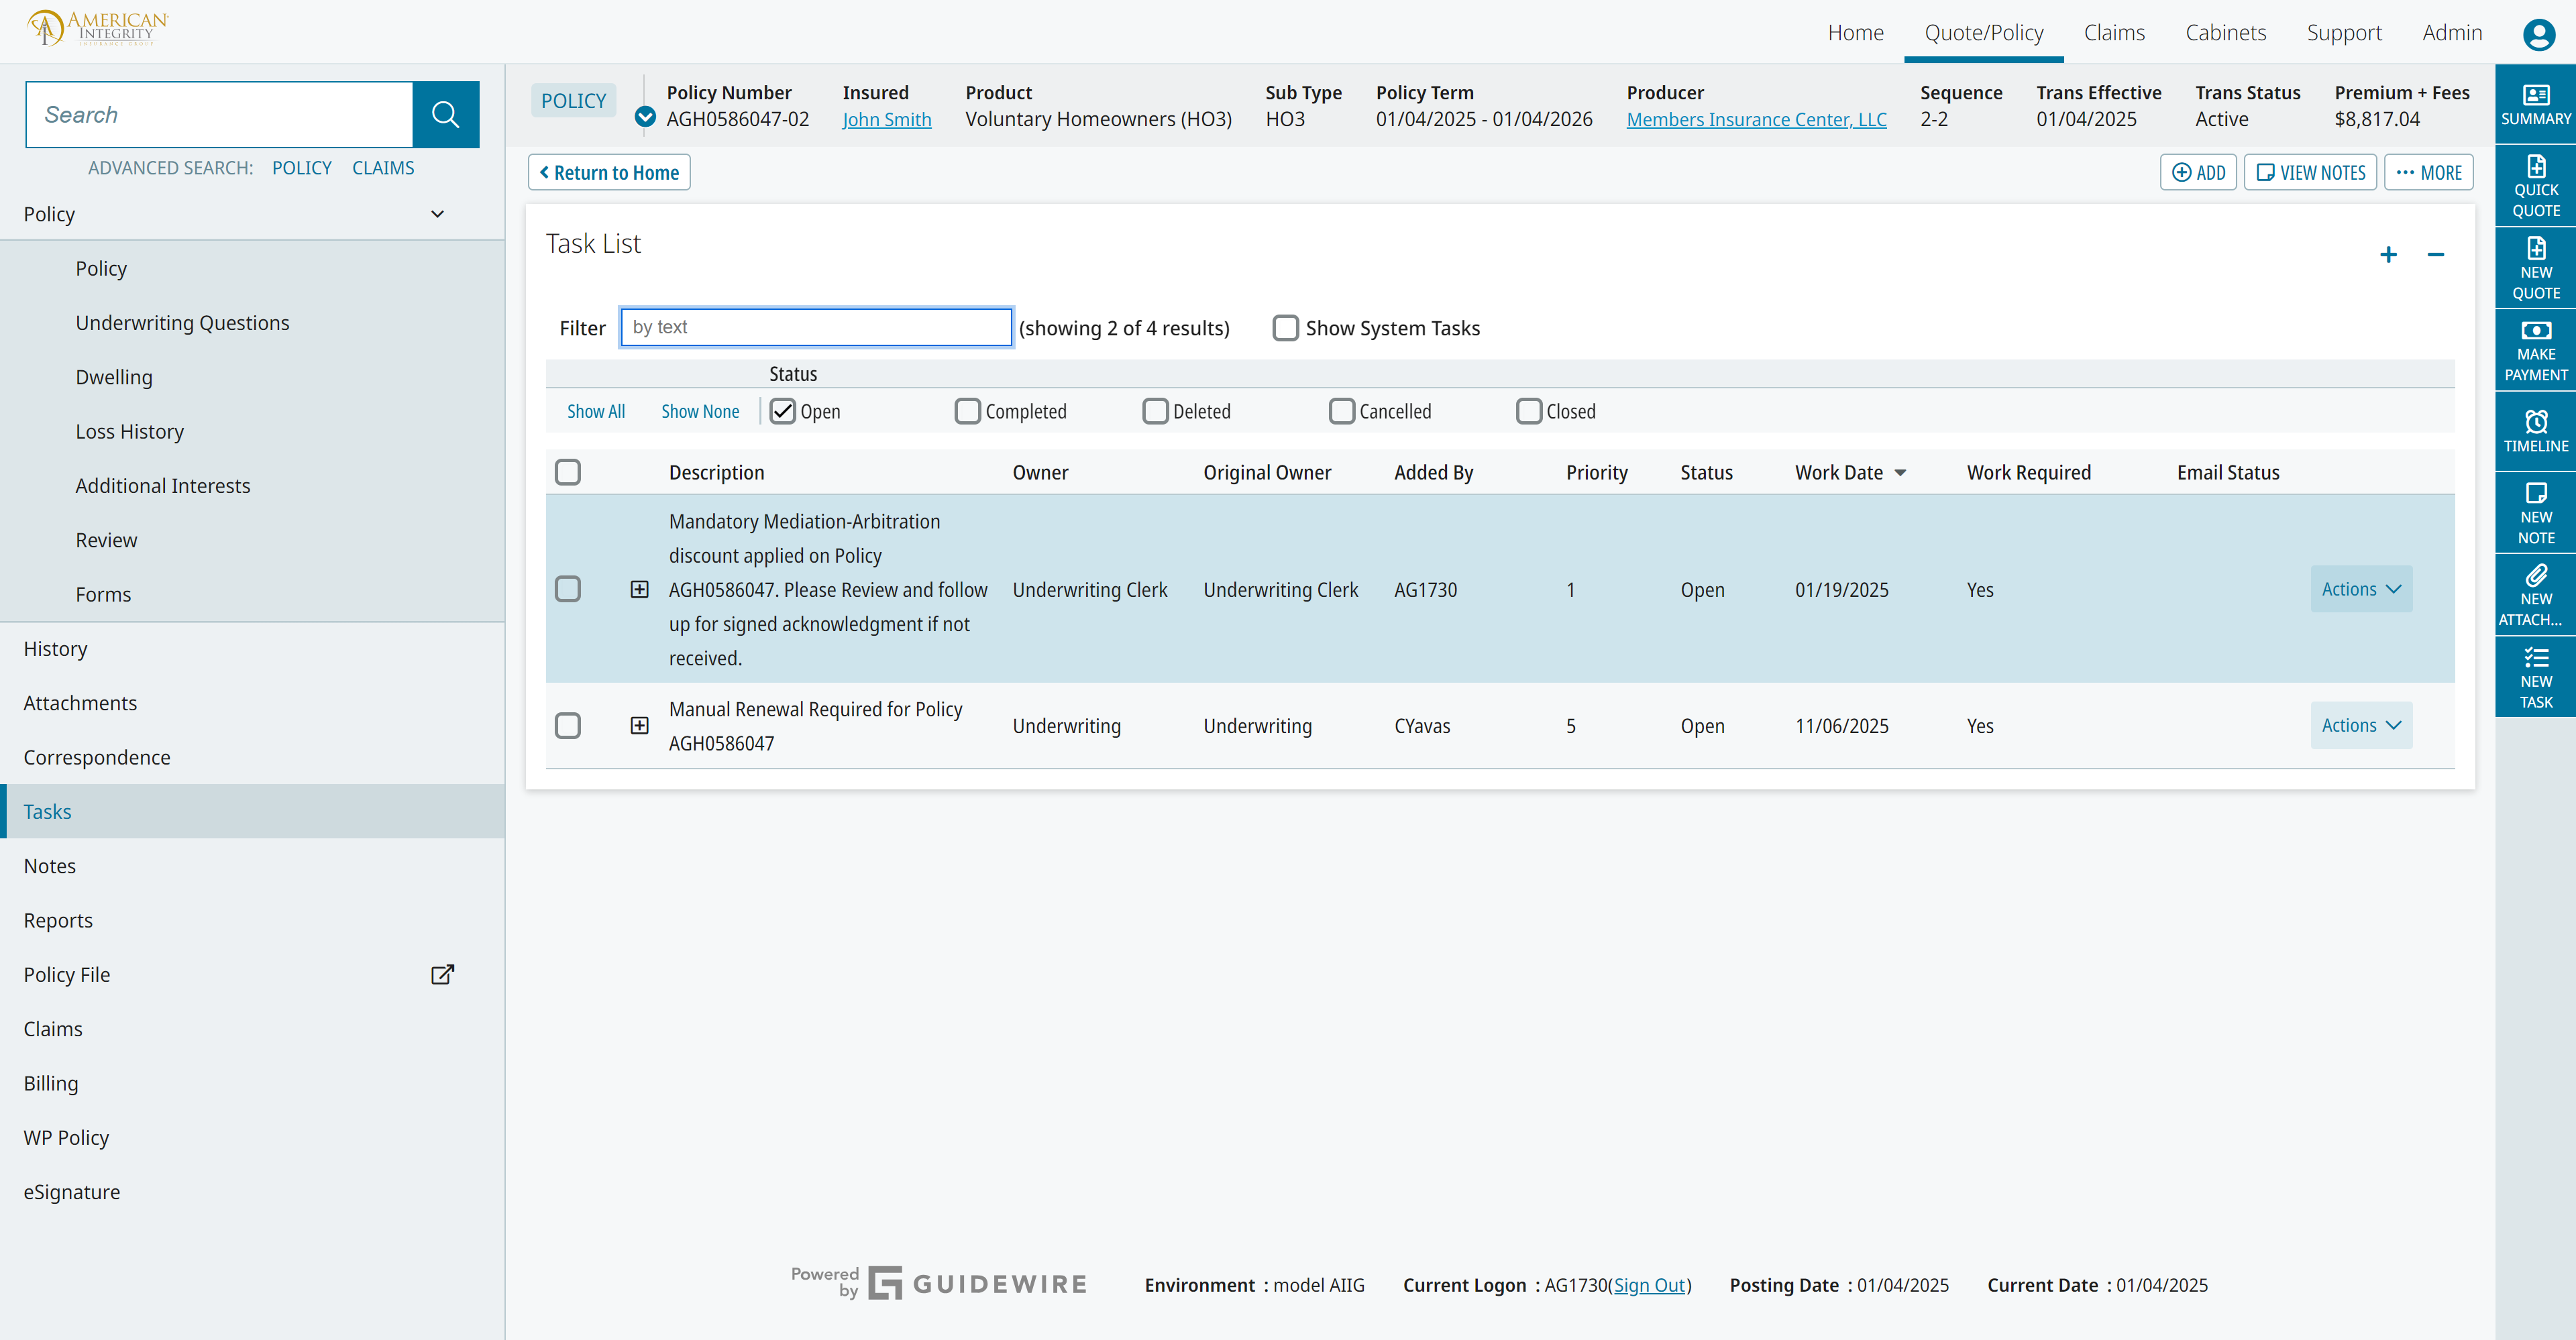 AMERICAN
INTEGRITY
INSURANCE GROUP
Home
Quote/Policy
Claims
Cabinets
Support
Admin
Search
ADVANCED SEARCH: POLICY CLAIMS
Policy
Policy
Underwriting Questions
Dwelling
Loss History
Additional Interests
Review
Forms
History
Attachments
Correspondence
Tasks
Notes
Reports
Policy File
Claims
Billing
WP Policy
eSignature
POLICY
Policy Number
AGH0586047-02
Insured
John Smith
Product
Voluntary Homeowners (HO3)
Sub Type
HO3
Policy Term
01/04/2025 - 01/04/2026
Producer
Members Insurance Center, LLC
Sequence
2-2
Trans Effective
01/04/2025
Trans Status
Active
Premium + Fees
$8,817.04
Return to Home
ADD
VIEW NOTES
MORE
Task List
Filter by text (showing 2 of 4 results) Show System Tasks
Status
Show All Show None Open Completed Deleted Cancelled Closed
Description Owner Original Owner Added By Priority Status Work Date Work Required Email Status
Mandatory Mediation-Arbitration
discount applied on Policy
AGH0586047. Please Review and follow
up for signed acknowledgment if not
received.
Underwriting Clerk Underwriting Clerk AG1730 1 Open 01/19/2025 Yes Actions
Manual Renewal Required for Policy
AGH0586047
Underwriting Underwriting CYavas 5 Open 11/06/2025 Yes Actions
SUMMARY
QUICK
QUOTE
NEW
QUOTE
MAKE
PAYMENT
TIMELINE
NEW
NOTE
NEW
ATTACH...
NEW
TASK
Powered
by
GUIDEWIRE
Environment : model AIIG
Current Logon : AG1730(Sign Out)
Posting Date : 01/04/2025
Current Date : 01/04/2025